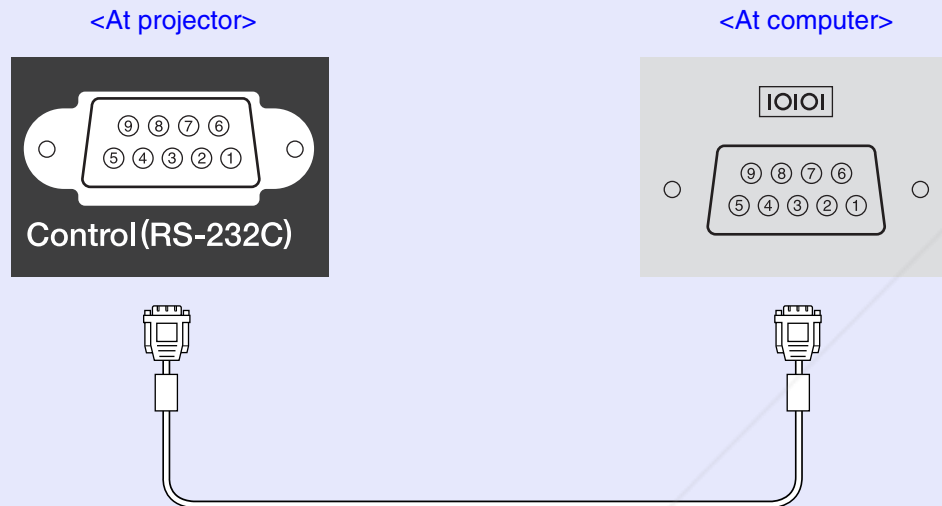 <At projector>
<At computer>
IOIOI
⑨ ⑧ ⑦ ⑥
⑤ ④ ③ ② ①
Control (RS-232C)
⑨ ⑧ ⑦ ⑥
⑤ ④ ③ ② ①